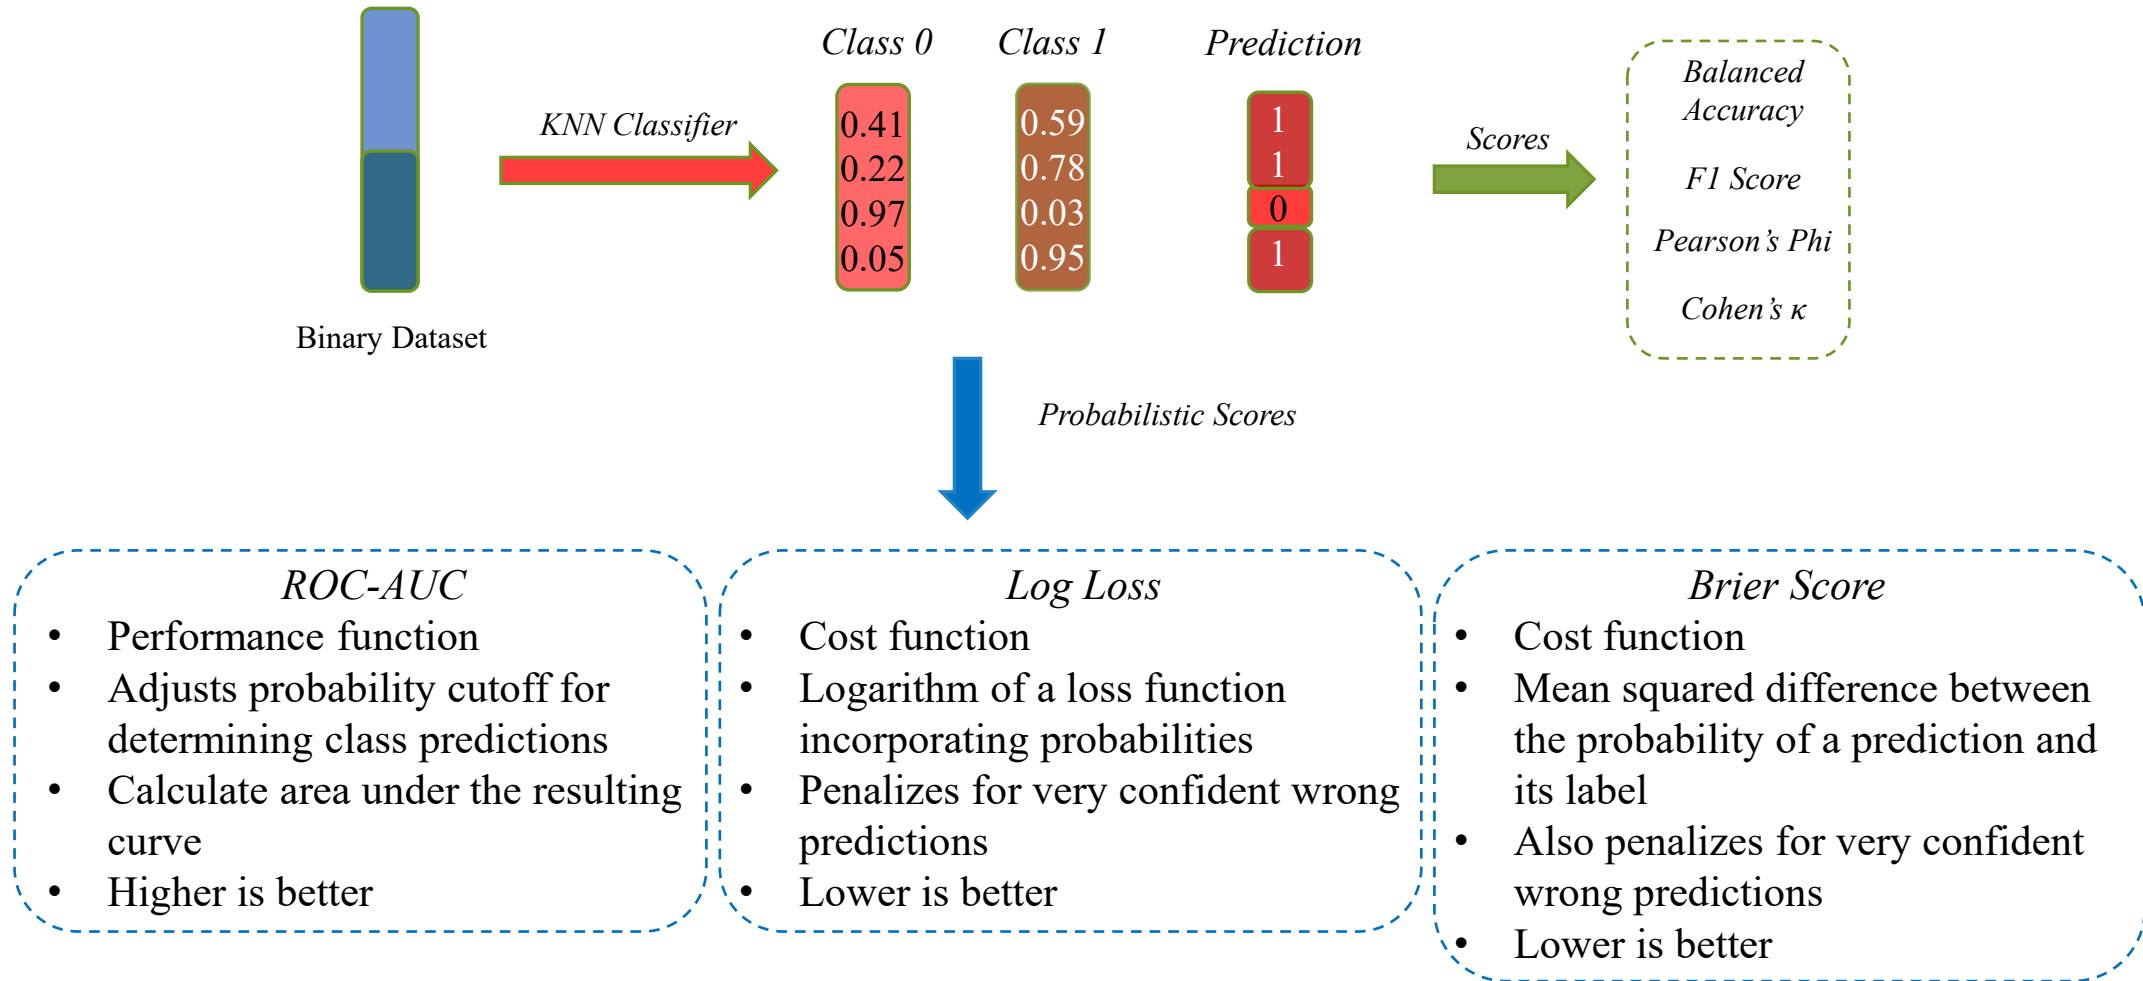 Class 0
Class 1
Prediction
KNN Classifier
0.41
0.22
0.97
0.05
0.59
0.78
0.03
0.95
1
1
0
1
Scores
Balanced
Accuracy
F1 Score
Pearson's Phi
Cohen's κ
Binary Dataset
Probabilistic Scores
ROC-AUC
• Performance function
• Adjusts probability cutoff for
determining class predictions
• Calculate area under the resulting
curve
• Higher is better
Log Loss
• Cost function
• Logarithm of a loss function
incorporating probabilities
• Penalizes for very confident wrong
predictions
• Lower is better
Brier Score
• Cost function
• Mean squared difference between
the probability of a prediction and
its label
• Also penalizes for very confident
wrong predictions
• Lower is better